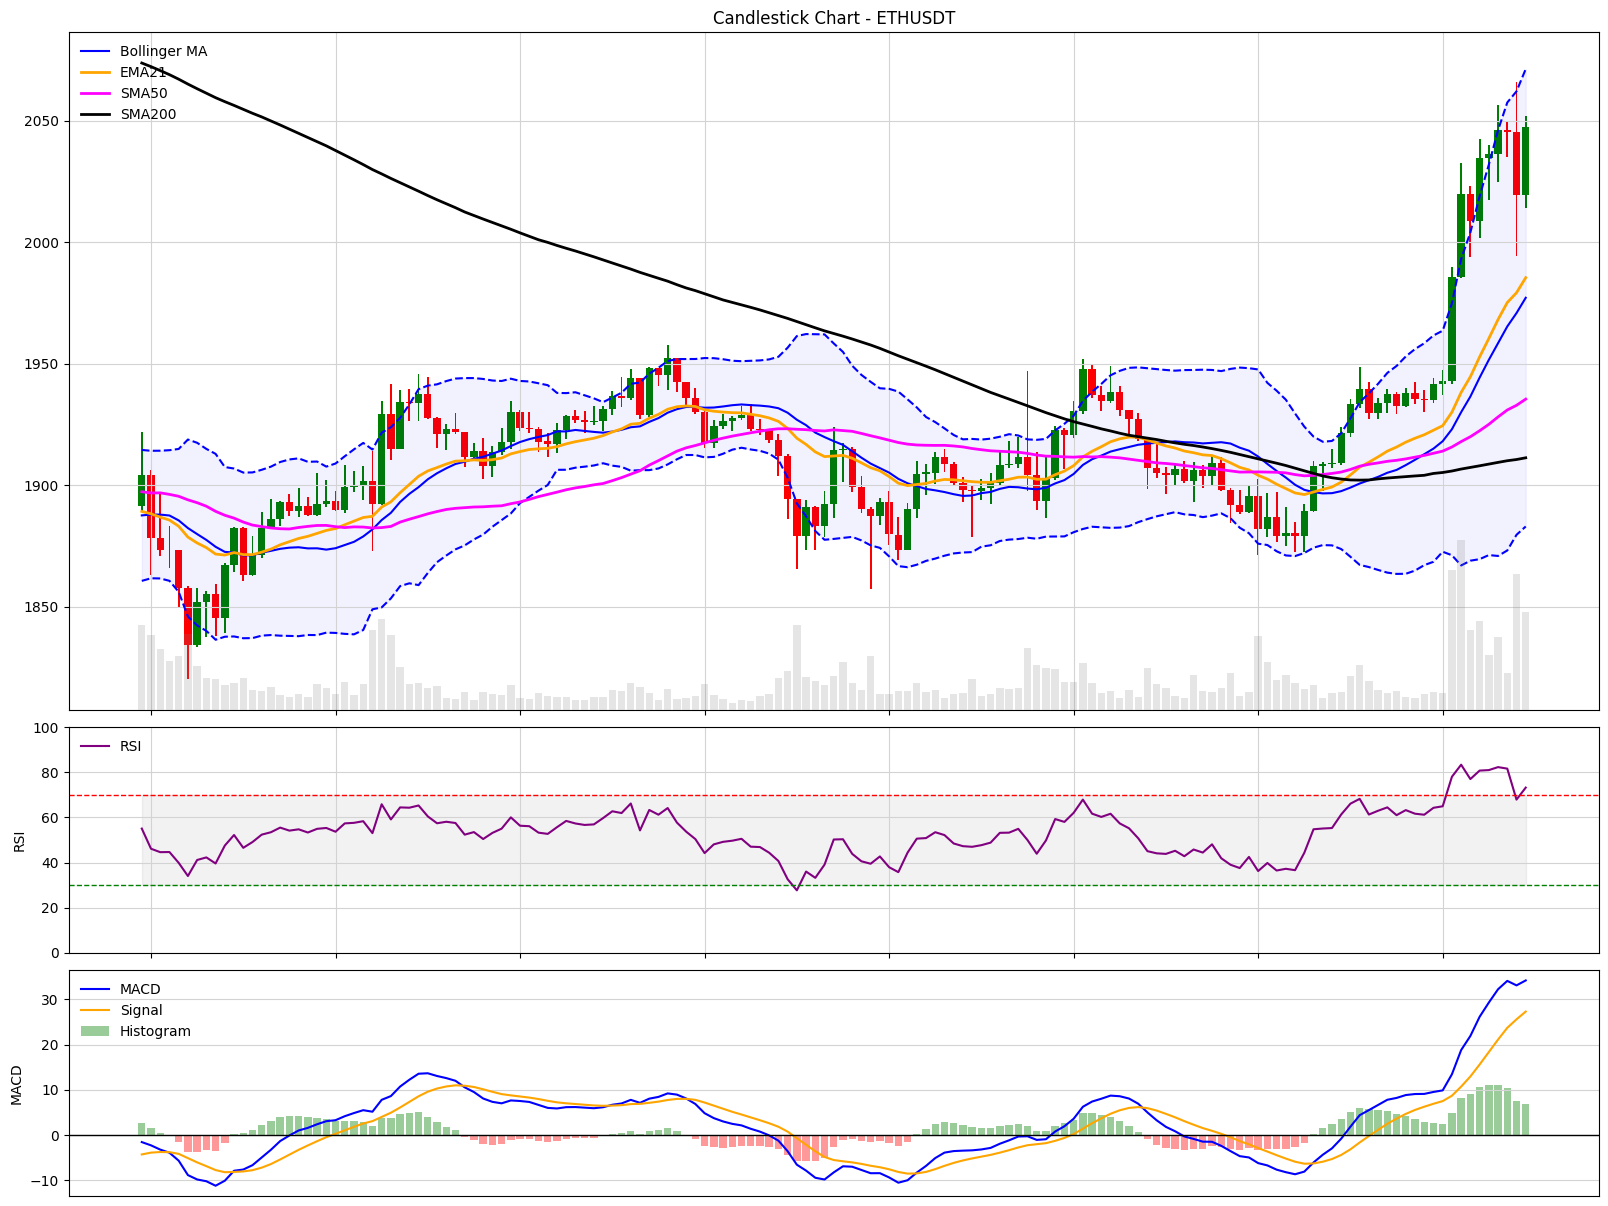 Candlestick Chart - ETHUSDT
Bollinger MA
EMA21
SMA50
SMA200
2050
2000
1950
1900
1850
RSI
100
80
60
40
20
0
RSI
MACD
Signal
Histogram
30
20
10
0
−10
MACD